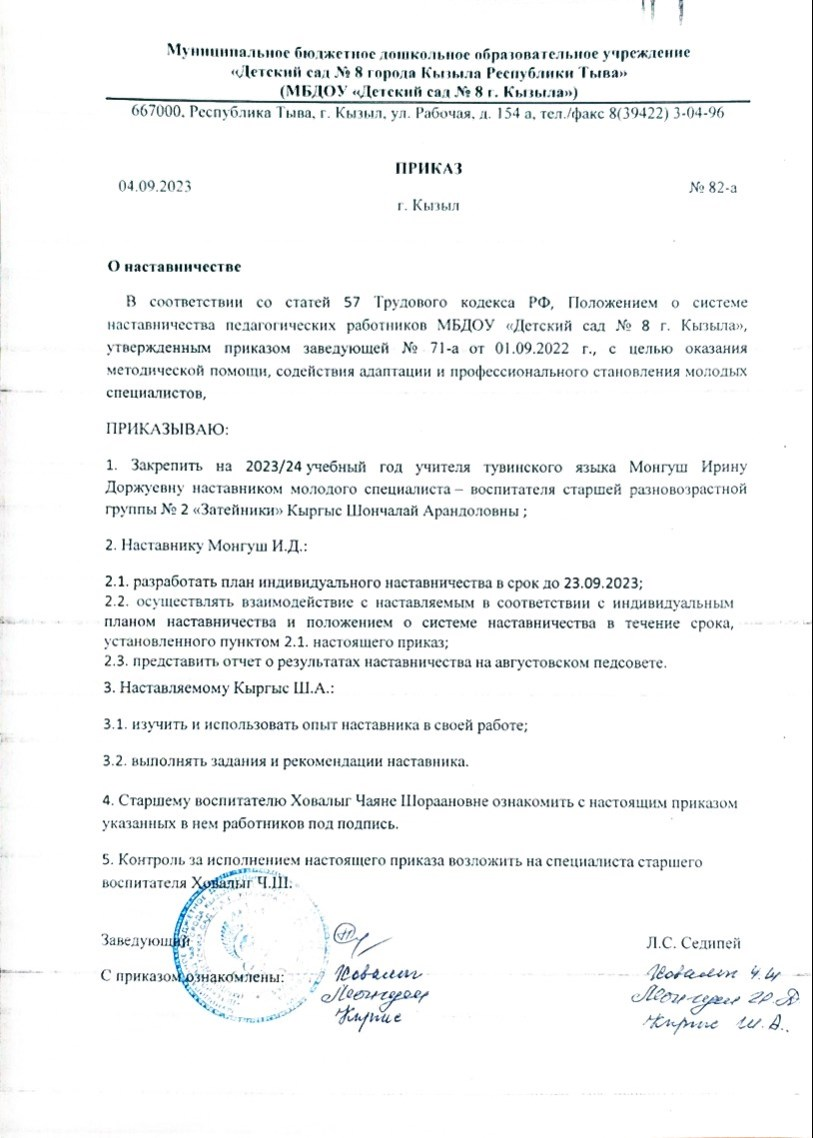 Муниципальное бюджетное дошкольное образовательное учреждение
«Детский сад № 8 города Кызыла Республики Тыва»
(МБДОУ «Детский сад № 8 г. Кызыла»)
667000, Республика Тыва, г. Кызыл, ул. Рабочая, д. 154 а, тел./факс 8(39422) 3-04-96
ПРИКАЗ
04.09.2023 № 82-а
г. Кызыл
О наставничестве
В соответствии со статей 57 Трудового кодекса РФ, Положением о системе
наставничества педагогических работников МБДОУ «Детский сад № 8 г. Кызыла»,
утвержденным приказом заведующей № 71-а от 01.09.2022 г., с целью оказания
методической помощи, содействия адаптации и профессионального становления молодых
специалистов,
ПРИКАЗЫВАЮ:
1. Закрепить на 2023/24 учебный год учителя тувинского языка Монгуш Ирину
Доржуевну наставником молодого специалиста – воспитателя старшей разновозрастной
группы № 2 «Затейники» Кыргыс Шончалай Арандоловны ;
2. Наставнику Монгуш И.Д.:
2.1. разработать план индивидуального наставничества в срок до 23.09.2023;
2.2. осуществлять взаимодействие с наставляемым в соответствии с индивидуальным
планом наставничества и положением о системе наставничества в течение срока,
установленного пунктом 2.1. настоящего приказ;
2.3. представить отчет о результатах наставничества на августовском педсовете.
3. Наставляемому Кыргыс Ш.А.:
3.1. изучить и использовать опыт наставника в своей работе;
3.2. выполнять задания и рекомендации наставника.
4. Старшему воспитателю Ховалыг Чаяне Шораановне ознакомить с настоящим приказом
указанных в нем работников под подпись.
5. Контроль за исполнением настоящего приказа возложить на специалиста старшего
воспитателя Ховалыг Ч.Ш.
Заведующий Л.С. Седипей
С приказом ознакомлены: Ховалыг Ховалыг Ч.Ш
Монгуш Монгуш И.Д
Кыргыс Кыргыс Ш.А.